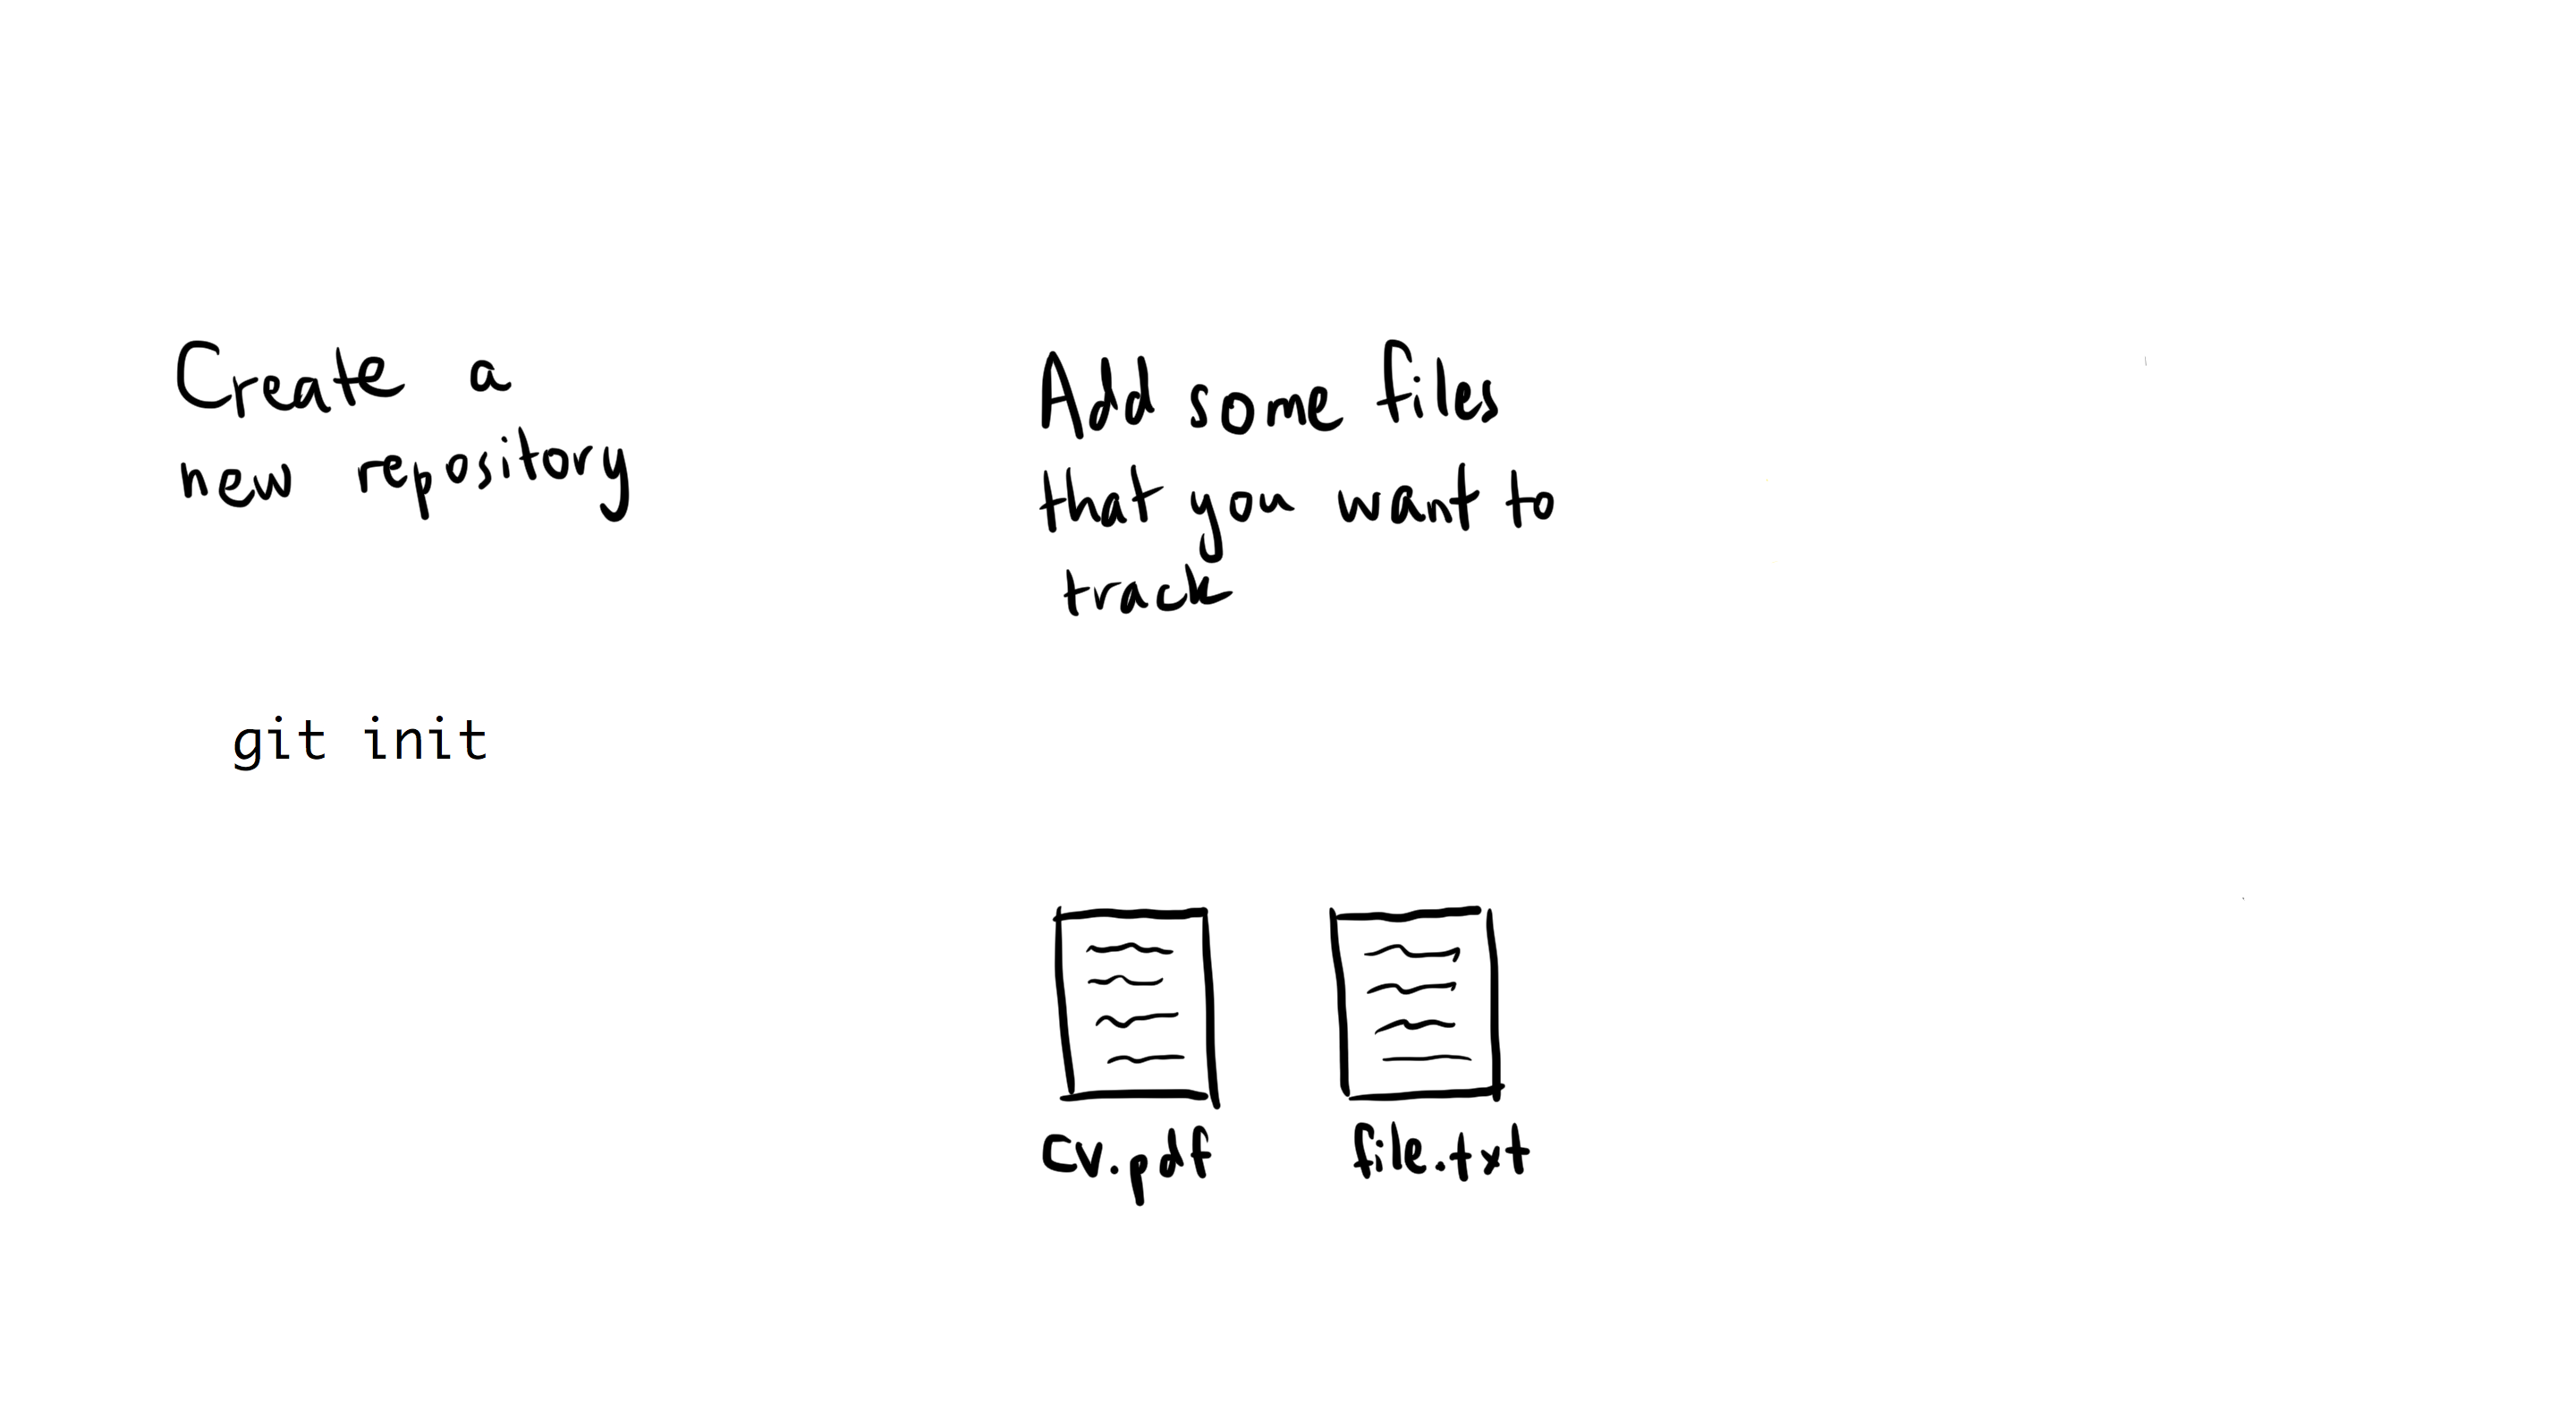 Create a
new repository
git init
Add some files
that you want to
track
cv.pdf
file.txt